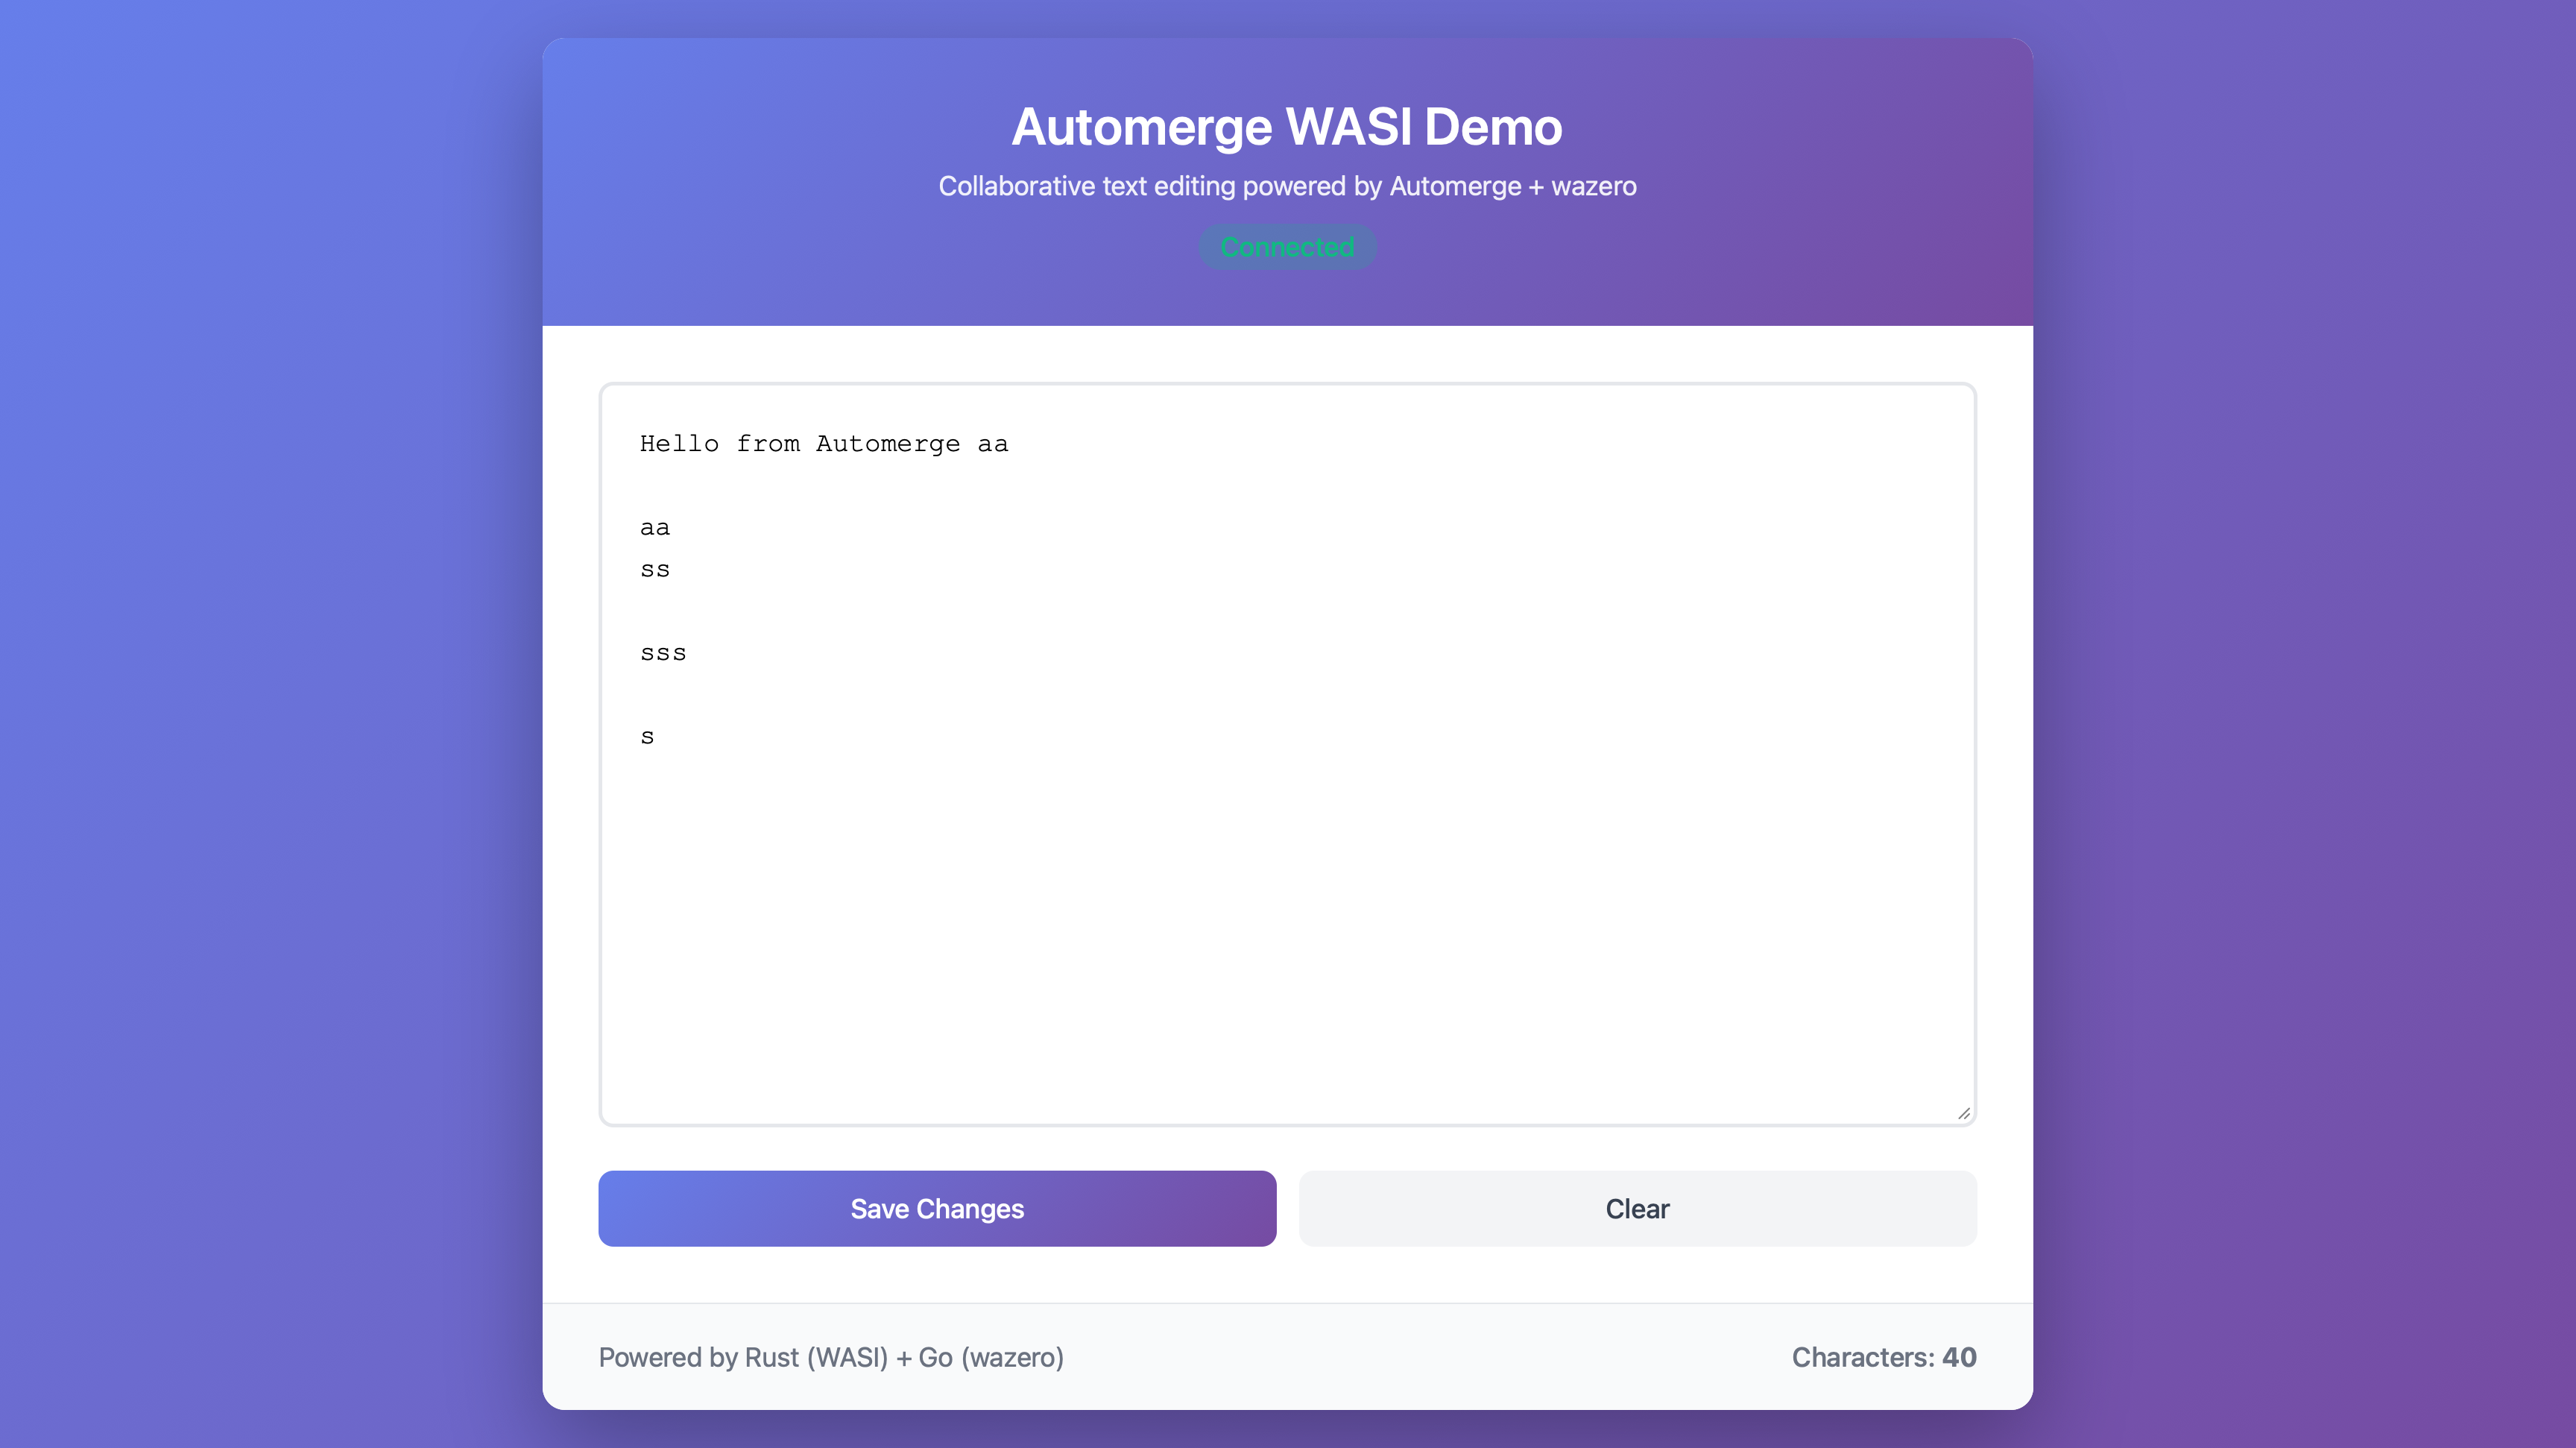 Automerge WASI Demo
Collaborative text editing powered by Automerge + wazero
Connected
Hello from Automerge aa
aa
ss
sss
s
Save Changes
Clear
Powered by Rust (WASI) + Go (wazero)
Characters: 40